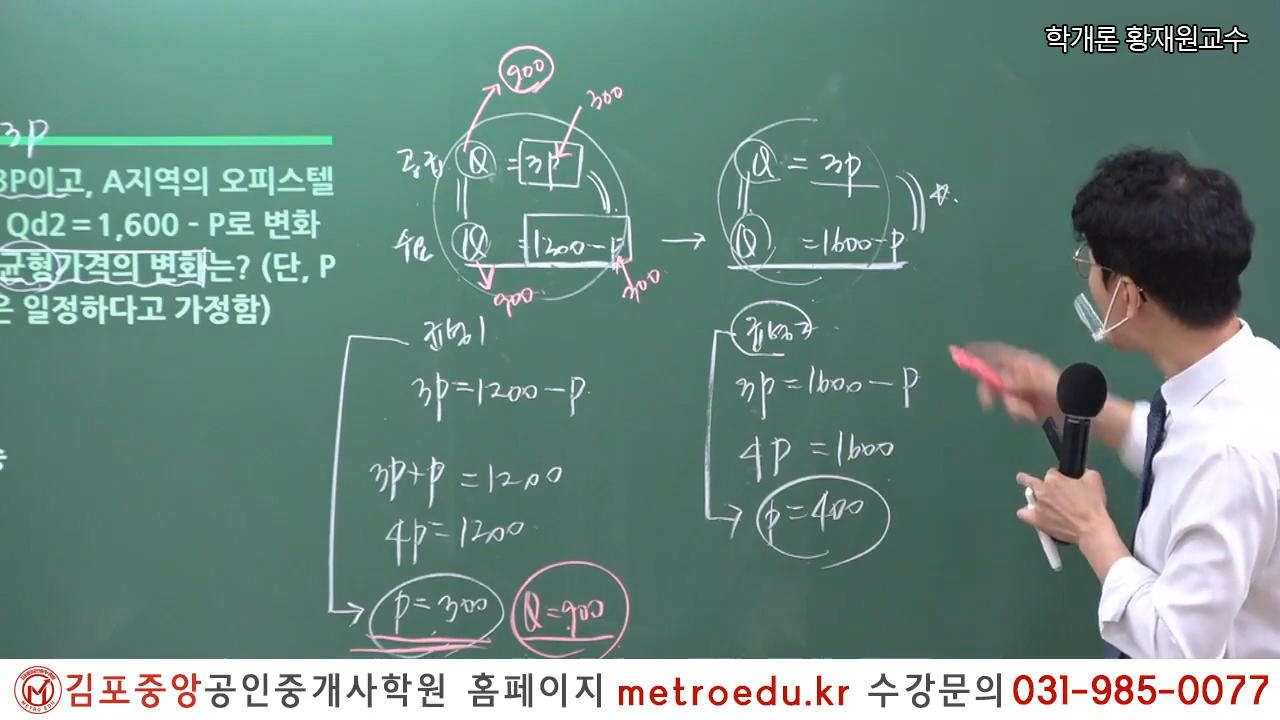 학개론 황재원교수
3P
3P이고, A지역의 오피스텔
Qd2 = 1,600 - P로 변화
균형가격의 변화는? (단, P
은 일정하다고 가정함)
900
300
공급 Q = 3P
수요 Q = 1200 - P
900
300
균형1
3P = 1200 - P
3P + P = 1200
4P = 1200
P = 300
Q = 900
Q = 3P
Q = 1600 - P
균형2
3P = 1600 - P
4P = 1600
P = 400
김포중앙공인중개사학원 홈페이지 metroedu.kr 수강문의 031-985-0077
METRO EDU